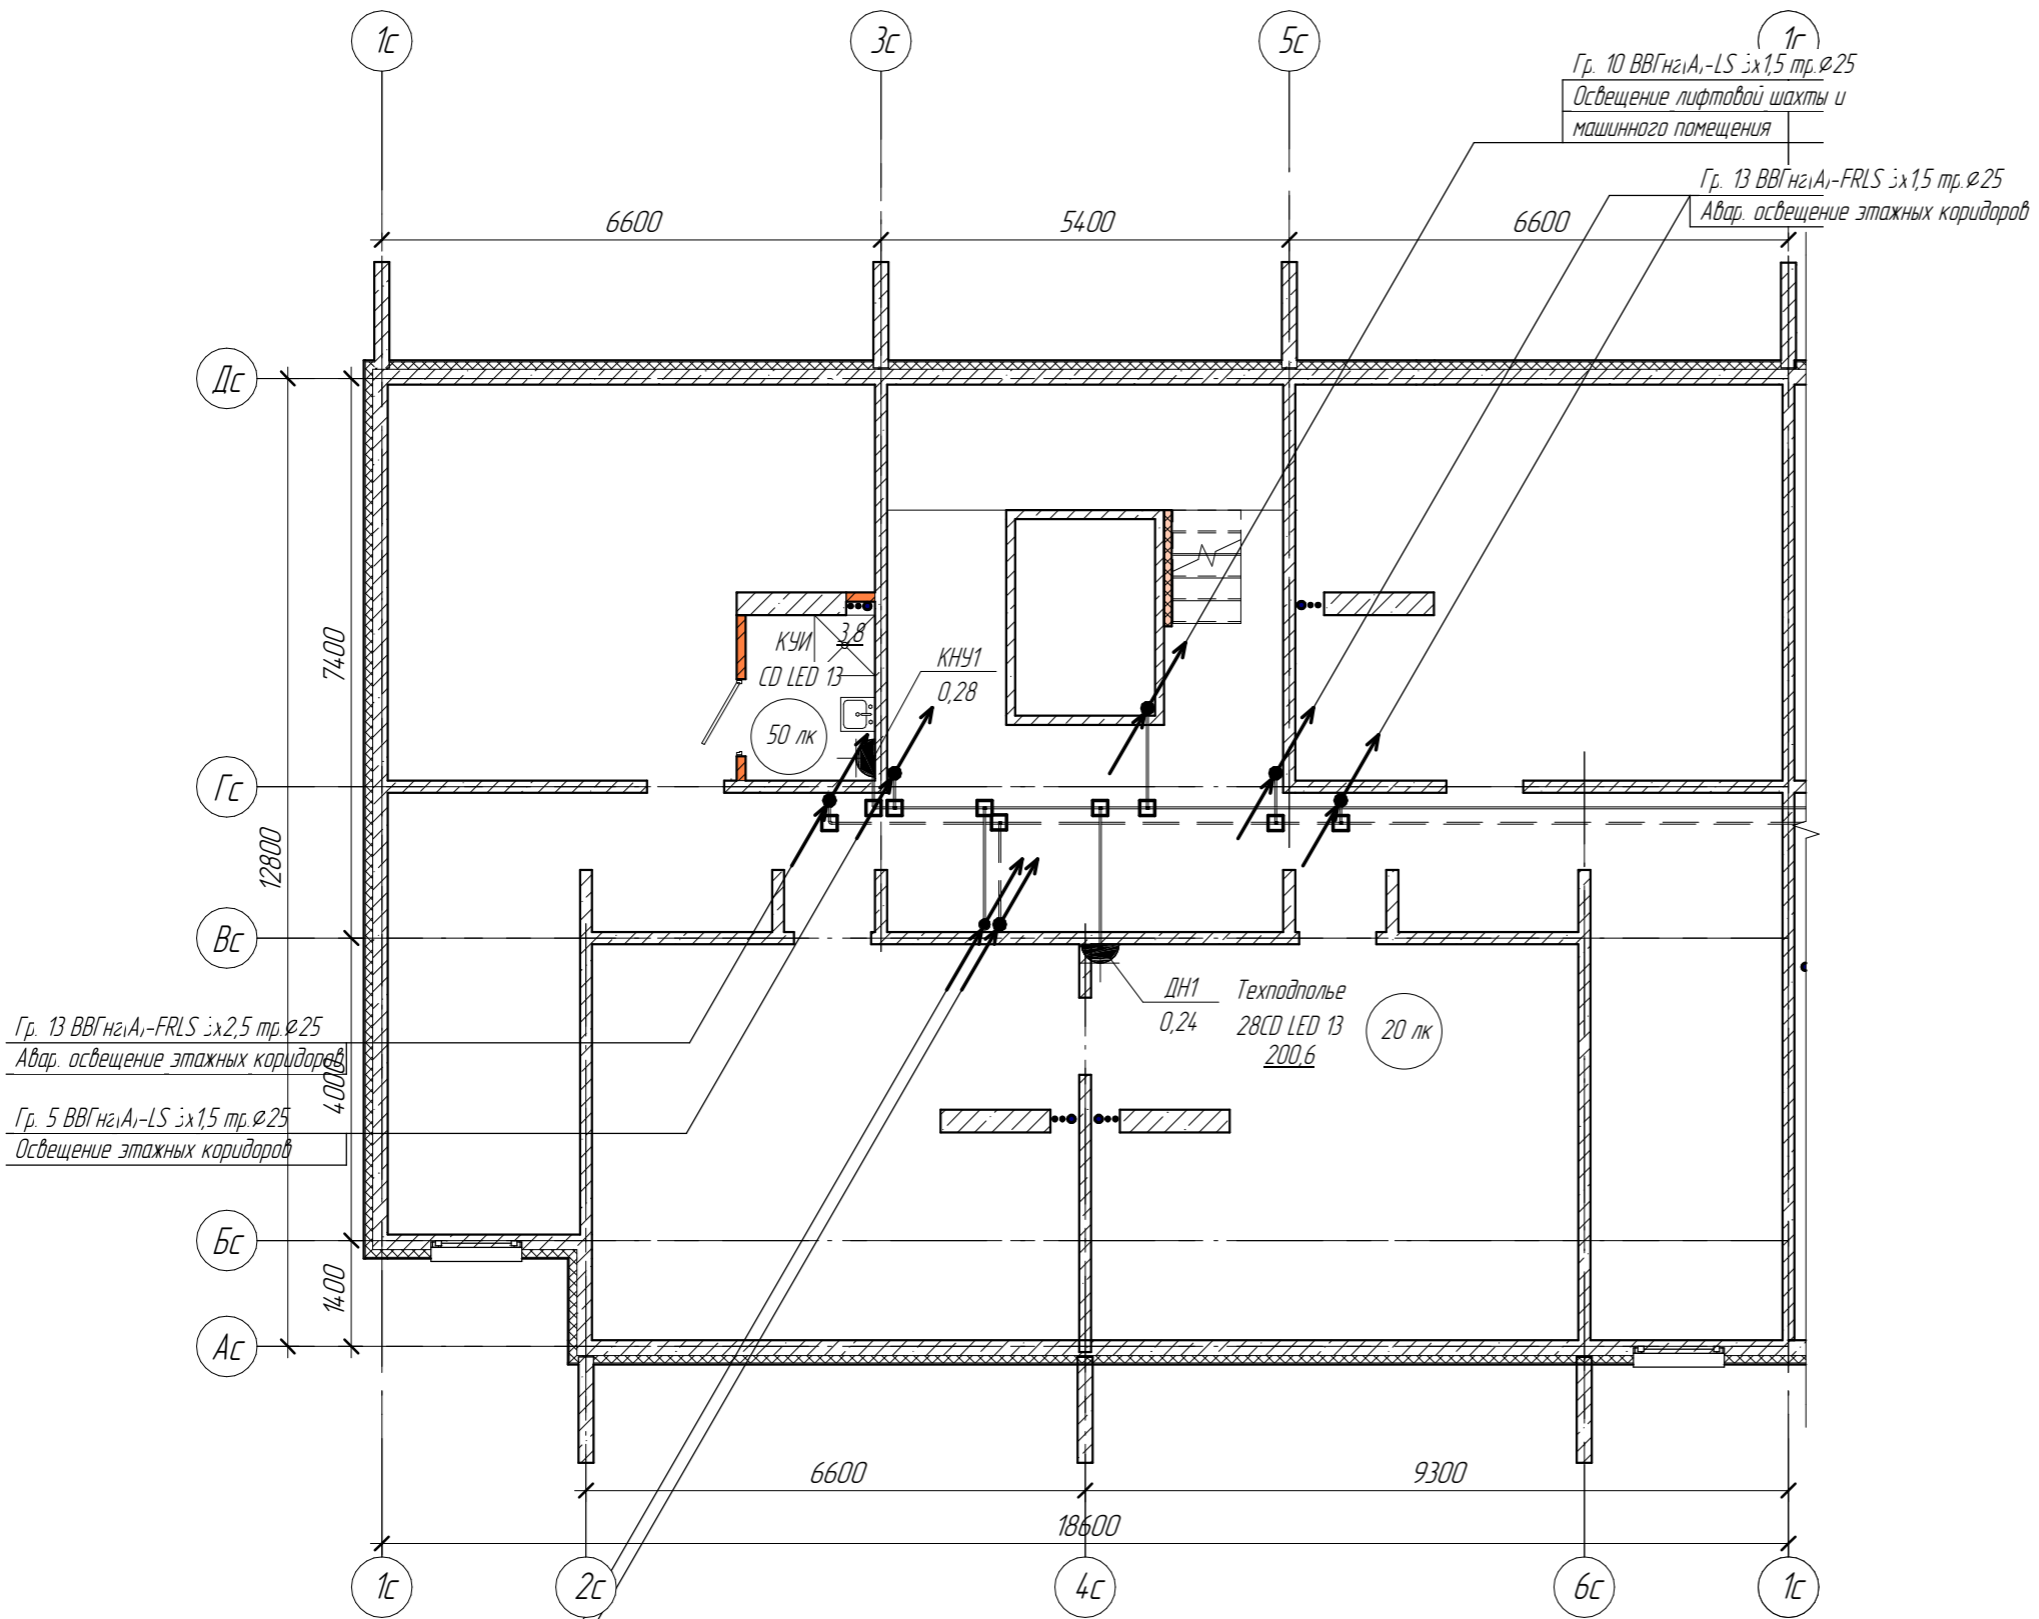 1с
3с
5с
1г
Гр. 10 ВВГнг(А)-LS 3х1,5 тр.⌀25
Освещение лифтовой шахты и
машинного помещения
Гр. 13 ВВГнг(А)-FRLS 3х1,5 тр.⌀25
Авар. освещение этажных коридоров
6600
5400
6600
Дс
7400
КУИ
3,8
CD LED 13
50 лк
КНУ1
0,28
Гс
12800
Вс
ДН1
0,24
Техподполье
28CD LED 13
200,6
20 лк
Гр. 13 ВВГнг(А)-FRLS 3х2,5 тр.⌀25
Авар. освещение этажных коридоров
4000
Гр. 5 ВВГнг(А)-LS 3х1,5 тр.⌀25
Освещение этажных коридоров
Бс
1400
Ас
6600
9300
18600
1с
2с
4с
6с
1с